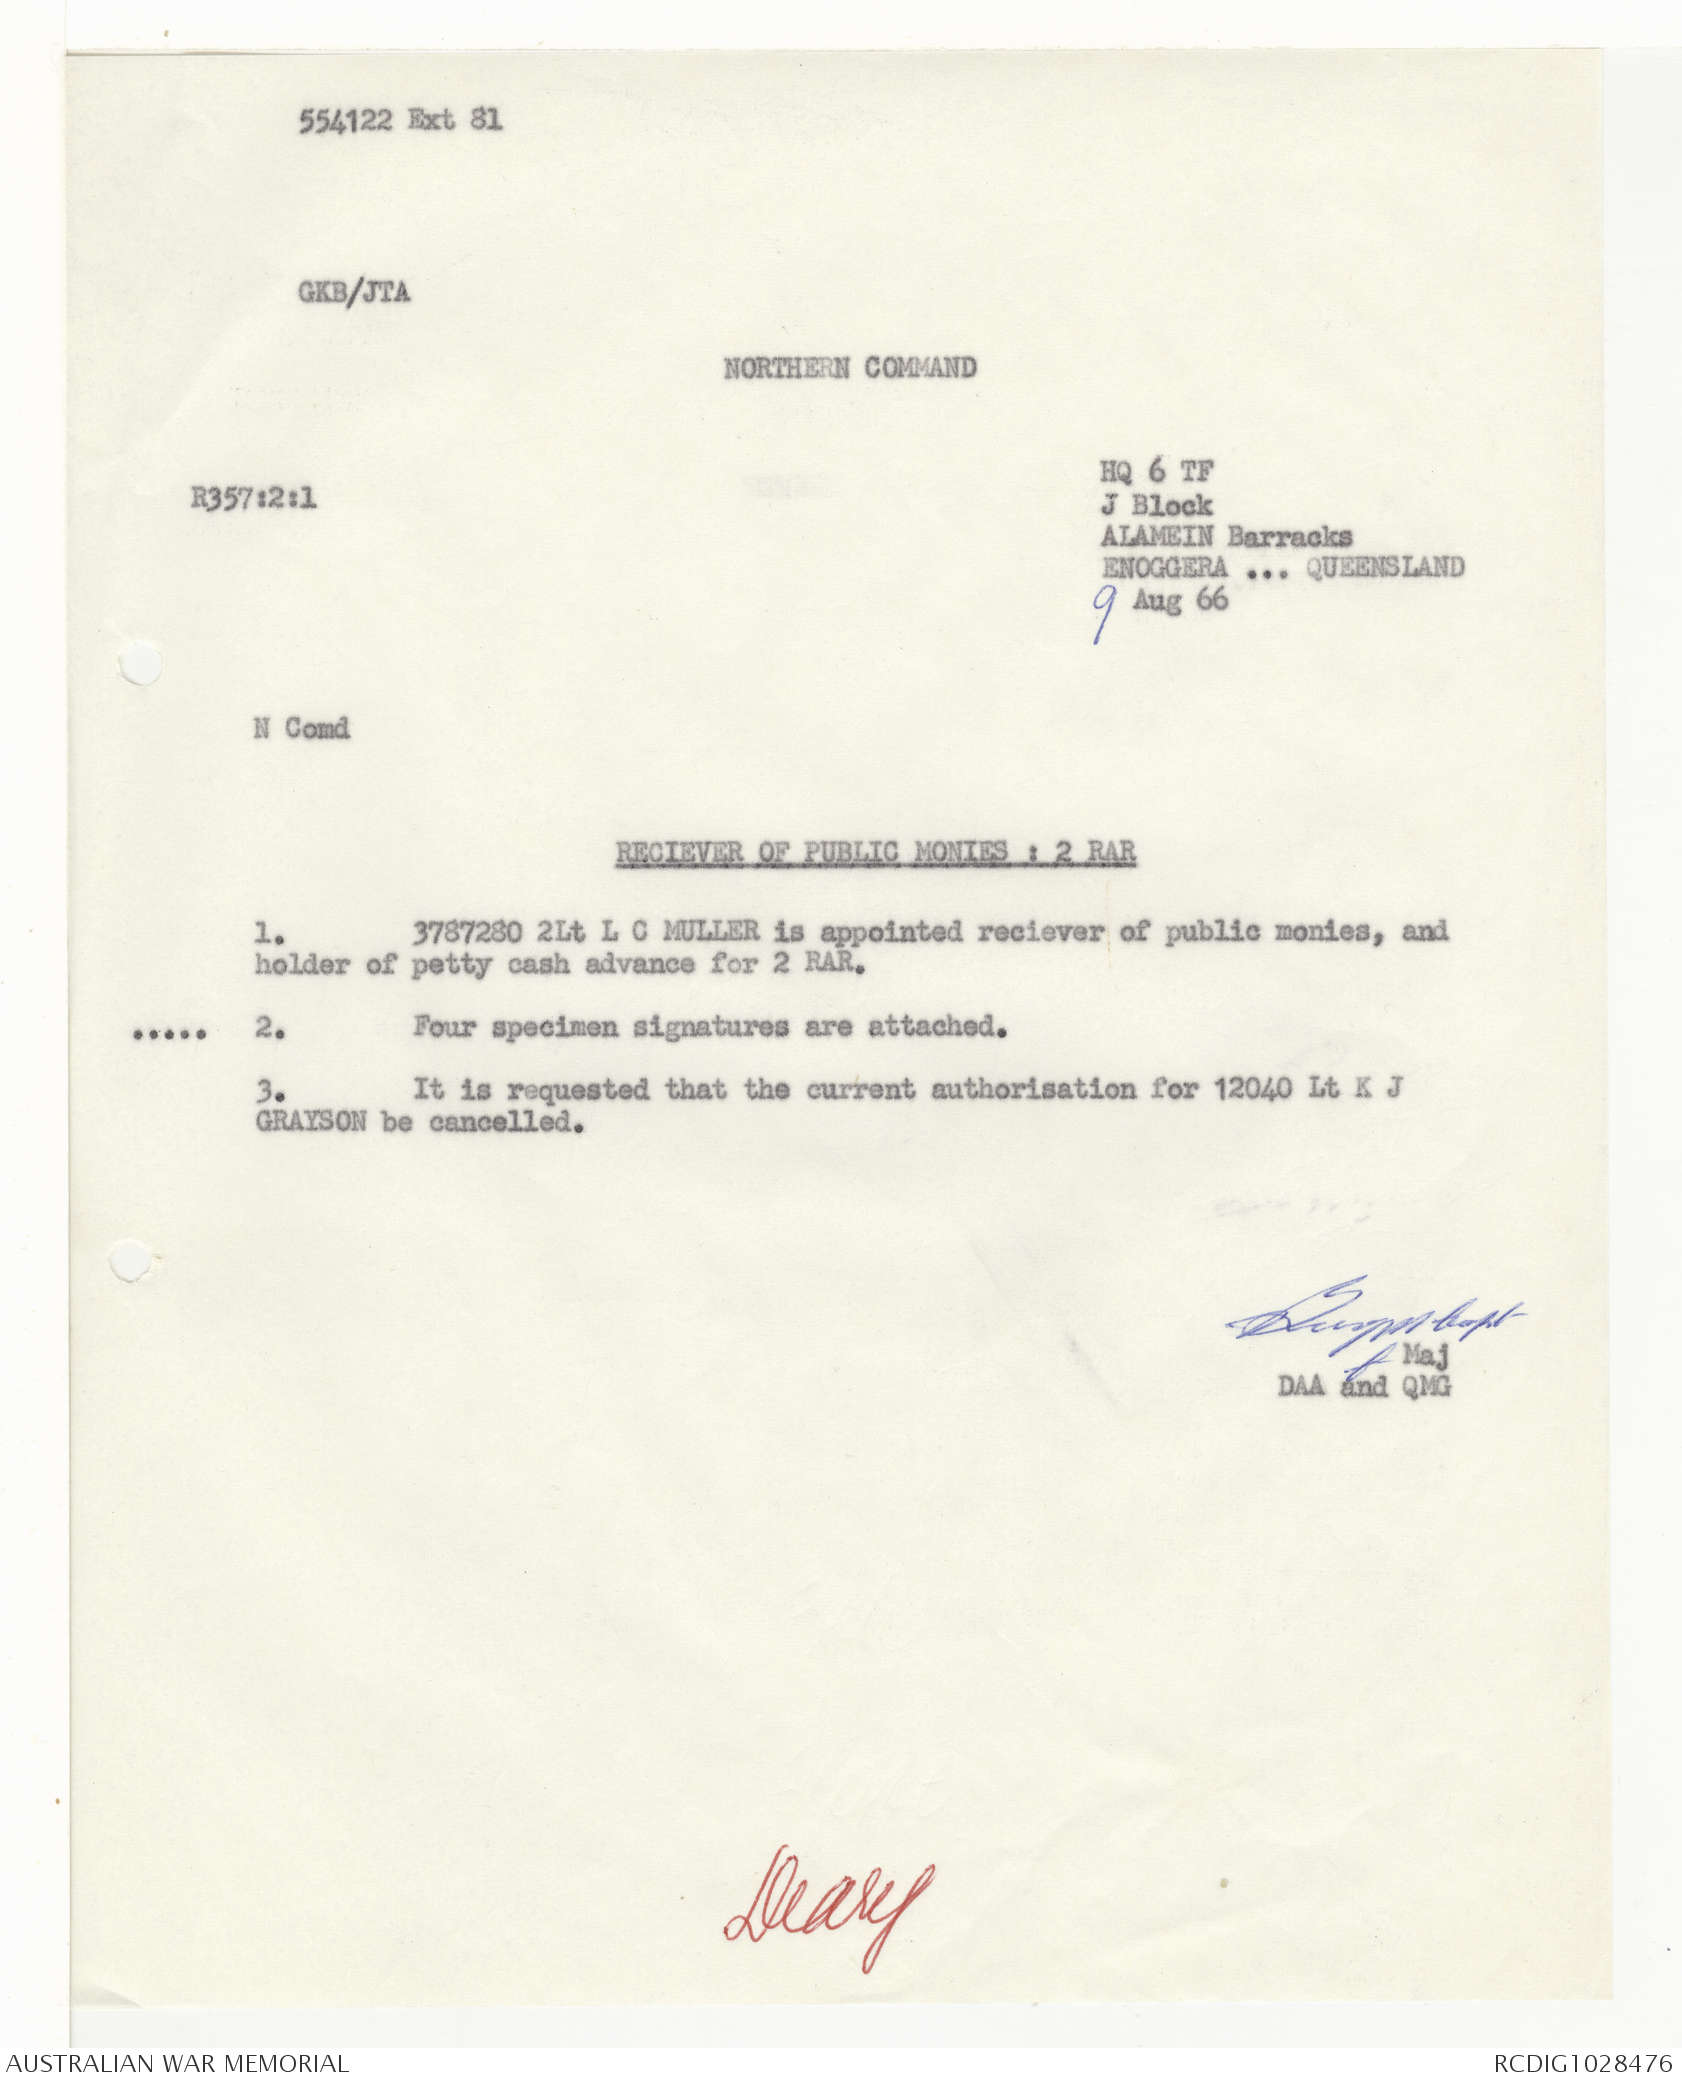 554122 Ext 81
GKB/JTA
NORTHERN COMMAND
R357:2:1
HQ 6 TF
J Block
ALAMEIN Barracks
ENOGGERA ... QUEENSLAND
9 Aug 66
N Comd
RECIEVER OF PUBLIC MONIES : 2 RAR
1. 3787280 2Lt L C MULLER is appointed reciever of public monies, and
holder of petty cash advance for 2 RAR.
..... 2. Four specimen signatures are attached.
3. It is requested that the current authorisation for 12040 Lt K J
GRAYSON be cancelled.
Capt
f Maj
DAA and QMG
Diary
AUSTRALIAN WAR MEMORIAL
RCDIG1028476